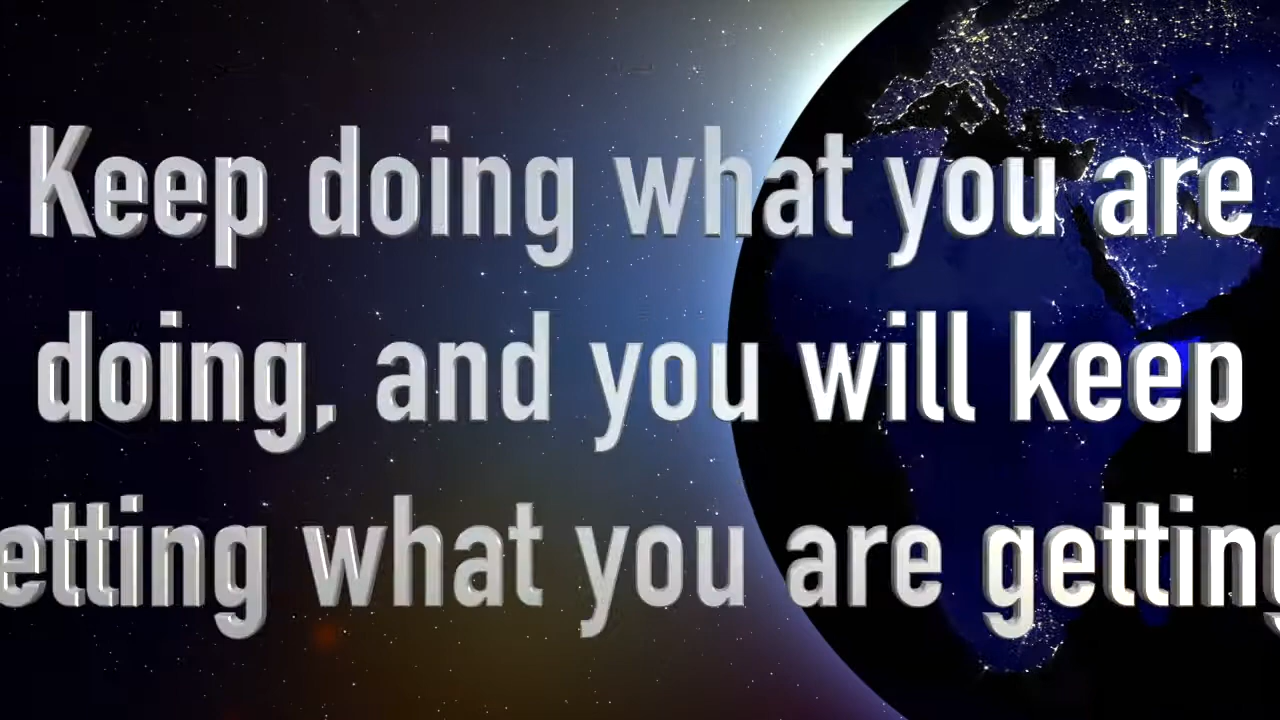 Keep doing what you are
doing, and you will keep
etting what you are getting